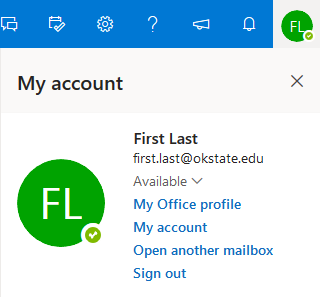 ?
FL
My account
First Last
first.last@okstate.edu
FL
Available
My Office profile
My account
Open another mailbox
Sign out